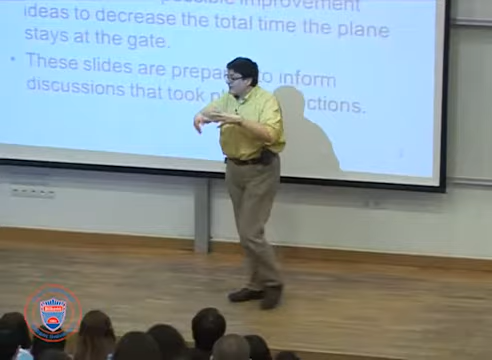 improvement
ideas to decrease the total time the plane
stays at the gate.
• These slides are to inform
discussions that took